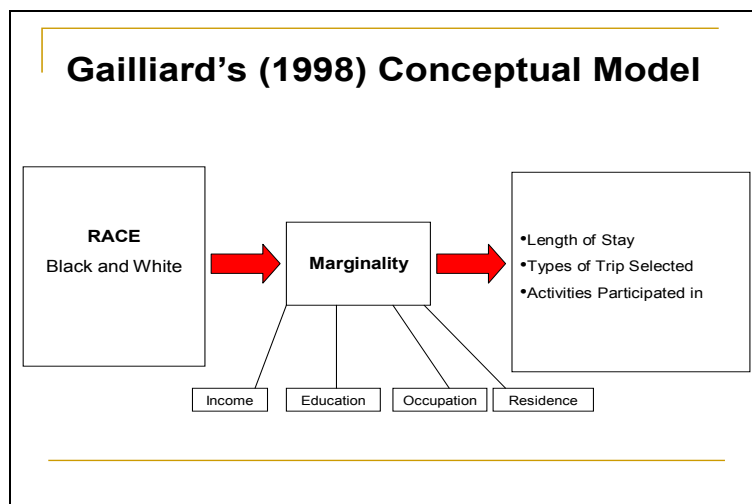 Gailliard's (1998) Conceptual Model
RACE
Black and White
Marginality
•Length of Stay
•Types of Trip Selected
•Activities Participated in
Income
Education
Occupation
Residence